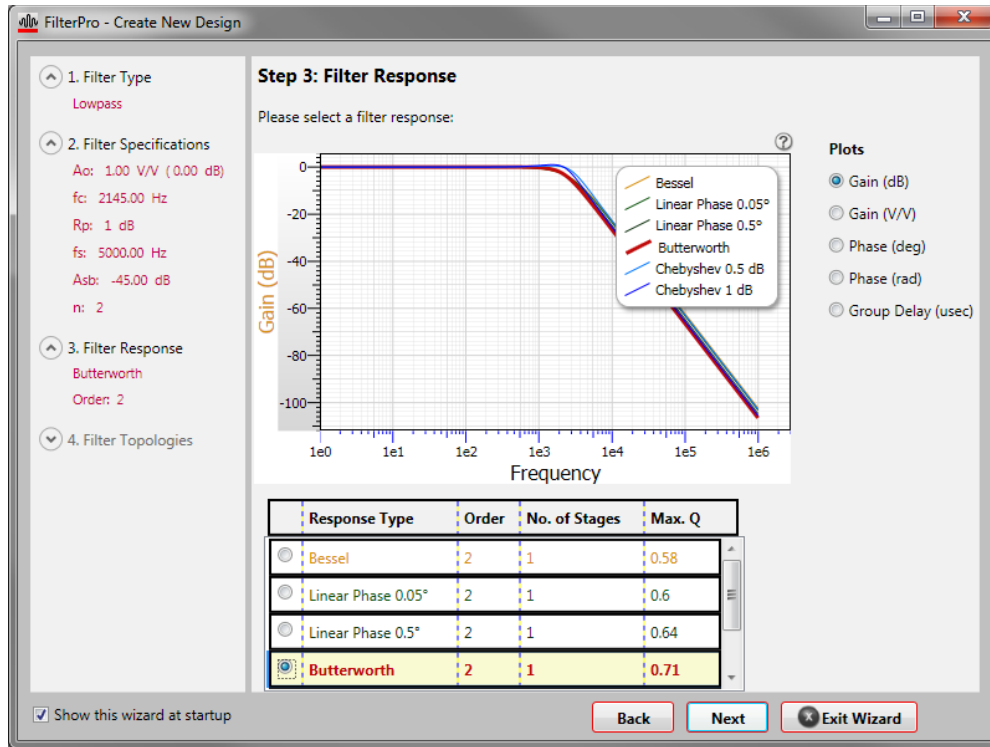 FilterPro - Create New Design
1. Filter Type
Lowpass
2. Filter Specifications
Ao: 1.00 V/V ( 0.00 dB)
fc: 2145.00 Hz
Rp: 1 dB
fs: 5000.00 Hz
Asb: -45.00 dB
n: 2
3. Filter Response
Butterworth
Order: 2
4. Filter Topologies
Step 3: Filter Response
Please select a filter response:
?
Gain (dB)
0
-20
-40
-60
-80
-100
1e0 1e1 1e2 1e3 1e4 1e5 1e6
Frequency
Bessel
Linear Phase 0.05°
Linear Phase 0.5°
Butterworth
Chebyshev 0.5 dB
Chebyshev 1 dB
Plots
Gain (dB)
Gain (V/V)
Phase (deg)
Phase (rad)
Group Delay (usec)
Response Type Order No. of Stages Max. Q
Bessel 2 1 0.58
Linear Phase 0.05° 2 1 0.6
Linear Phase 0.5° 2 1 0.64
Butterworth 2 1 0.71
Show this wizard at startup
Back Next Exit Wizard